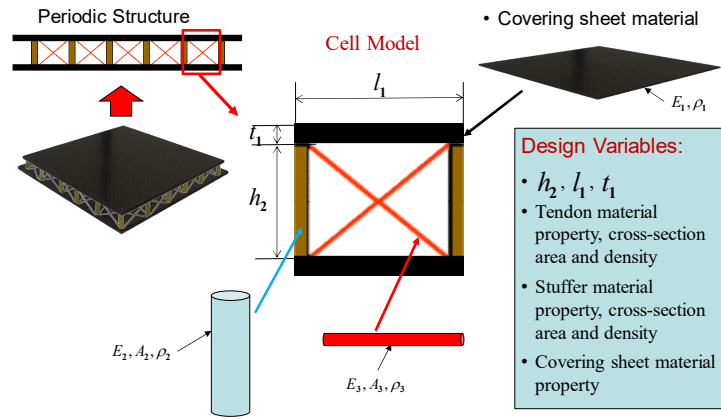 Periodic Structure
Cell Model
• Covering sheet material
l₁
t₁
h₂
E₁, ρ₁
E₂, A₂, ρ₂
E₃, A₃, ρ₃
Design Variables:
• h₂, l₁, t₁
• Tendon material
property, cross-section
area and density
• Stuffer material
property, cross-section
area and density
• Covering sheet material
property